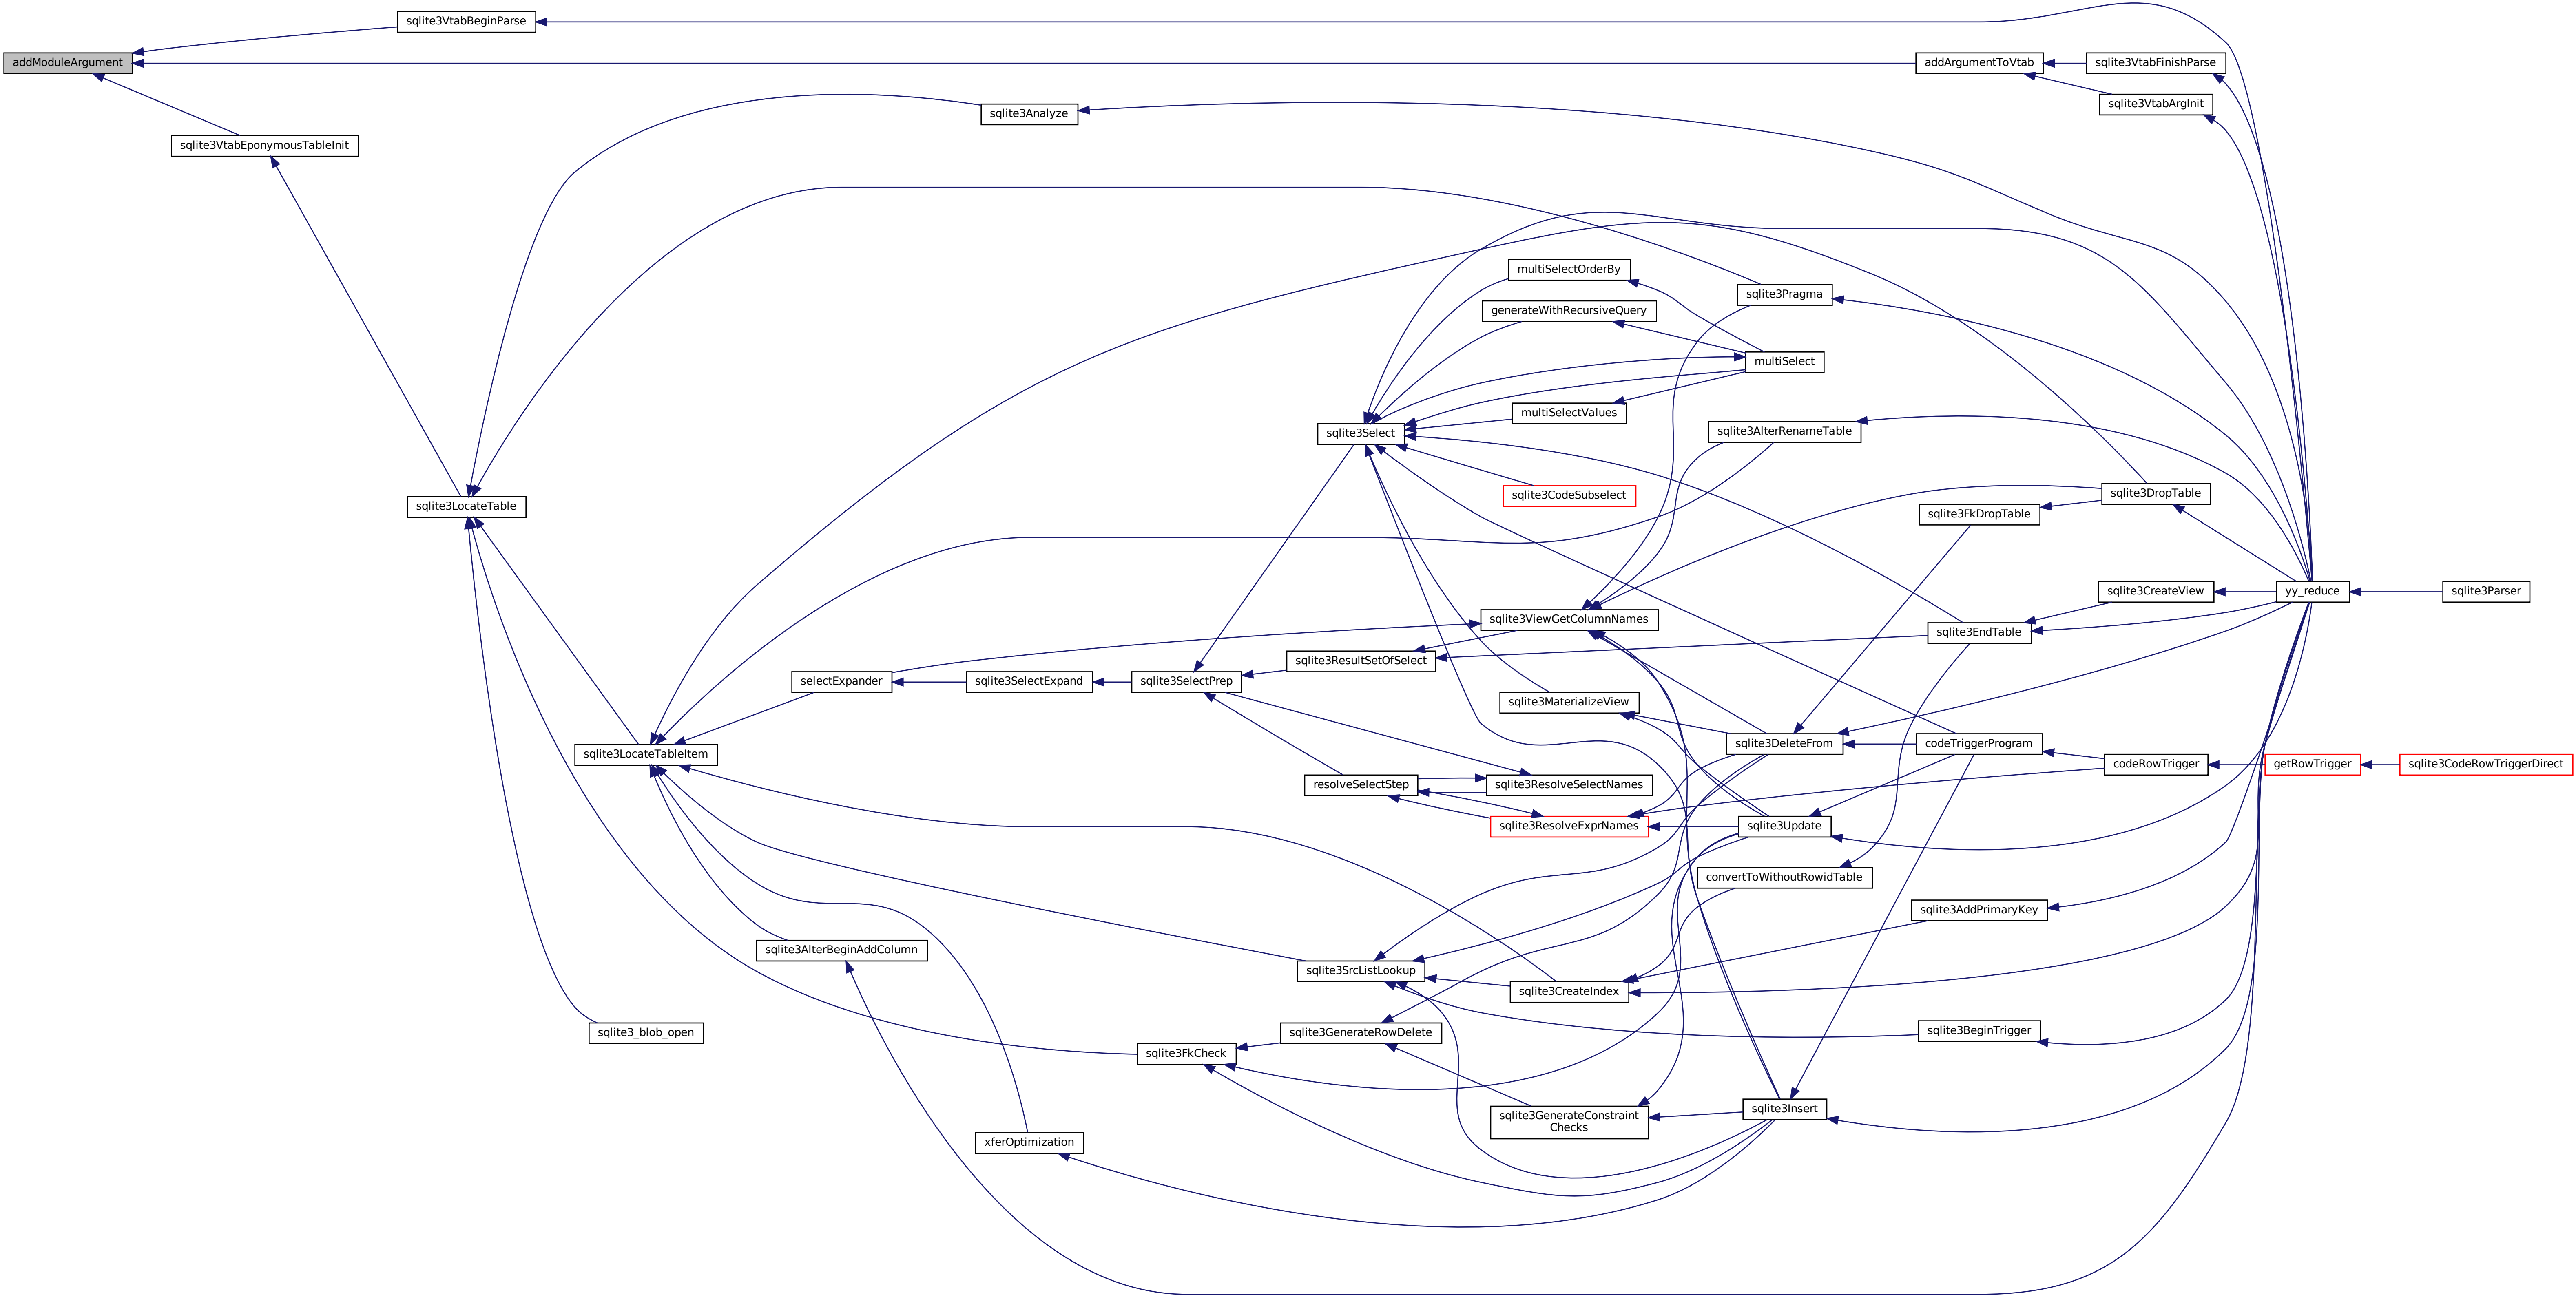 sqlite3VtabBeginParse
addModuleArgument
addArgumentToVtab
sqlite3VtabFinishParse
sqlite3VtabArgInit
sqlite3Analyze
sqlite3VtabEponymousTableInit
multiSelectOrderBy
sqlite3Pragma
generateWithRecursiveQuery
multiSelect
multiSelectValues
sqlite3Select
sqlite3AlterRenameTable
sqlite3CodeSubselect
sqlite3DropTable
sqlite3LocateTable
sqlite3FkDropTable
sqlite3CreateView
yy_reduce
sqlite3Parser
sqlite3ViewGetColumnNames
sqlite3EndTable
sqlite3ResultSetOfSelect
selectExpander
sqlite3SelectExpand
sqlite3SelectPrep
sqlite3MaterializeView
sqlite3LocateTableItem
sqlite3DeleteFrom
codeTriggerProgram
codeRowTrigger
getRowTrigger
sqlite3CodeRowTriggerDirect
resolveSelectStep
sqlite3ResolveSelectNames
sqlite3ResolveExprNames
sqlite3Update
convertToWithoutRowidTable
sqlite3AddPrimaryKey
sqlite3AlterBeginAddColumn
sqlite3SrcListLookup
sqlite3CreateIndex
sqlite3_blob_open
sqlite3GenerateRowDelete
sqlite3BeginTrigger
sqlite3FkCheck
sqlite3GenerateConstraint
Checks
sqlite3Insert
xferOptimization